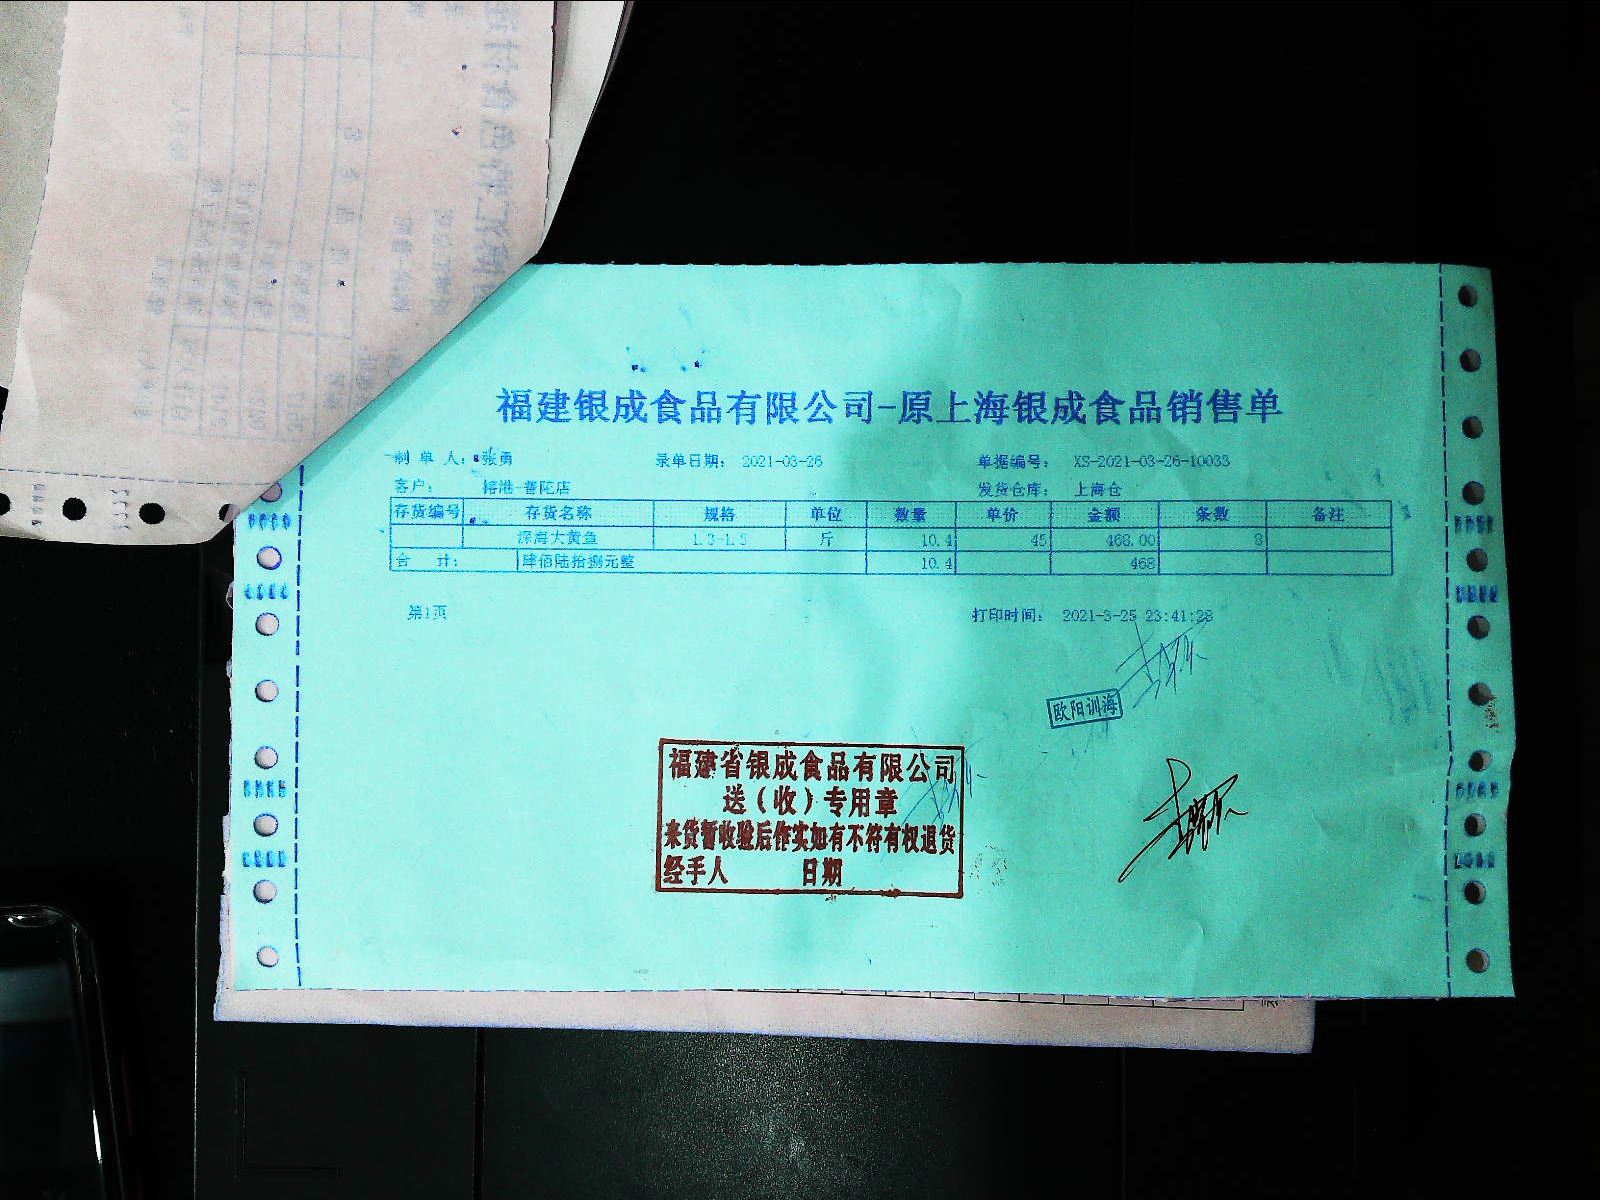 福建银成食品有限公司-原上海银成食品销售单
制 单 人： 张勇 录单日期： 2021-03-26 单据编号： XS-2021-03-26-10033
客户： 榕港-普陀店 发货仓库： 上海仓
存货编号 存货名称 规格 单位 数量 单价 金额 条数 备注
深海大黄鱼 1.3-1.5 斤 10.4 45 468.00 8
合 计： 肆佰陆拾捌元整 10.4 468
第1页 打印时间： 2021-3-25 23:41:28
欧阳训海
福建省银成食品有限公司
送（收）专用章
来货暂收验后作实如有不符有权退货
经手人 日期